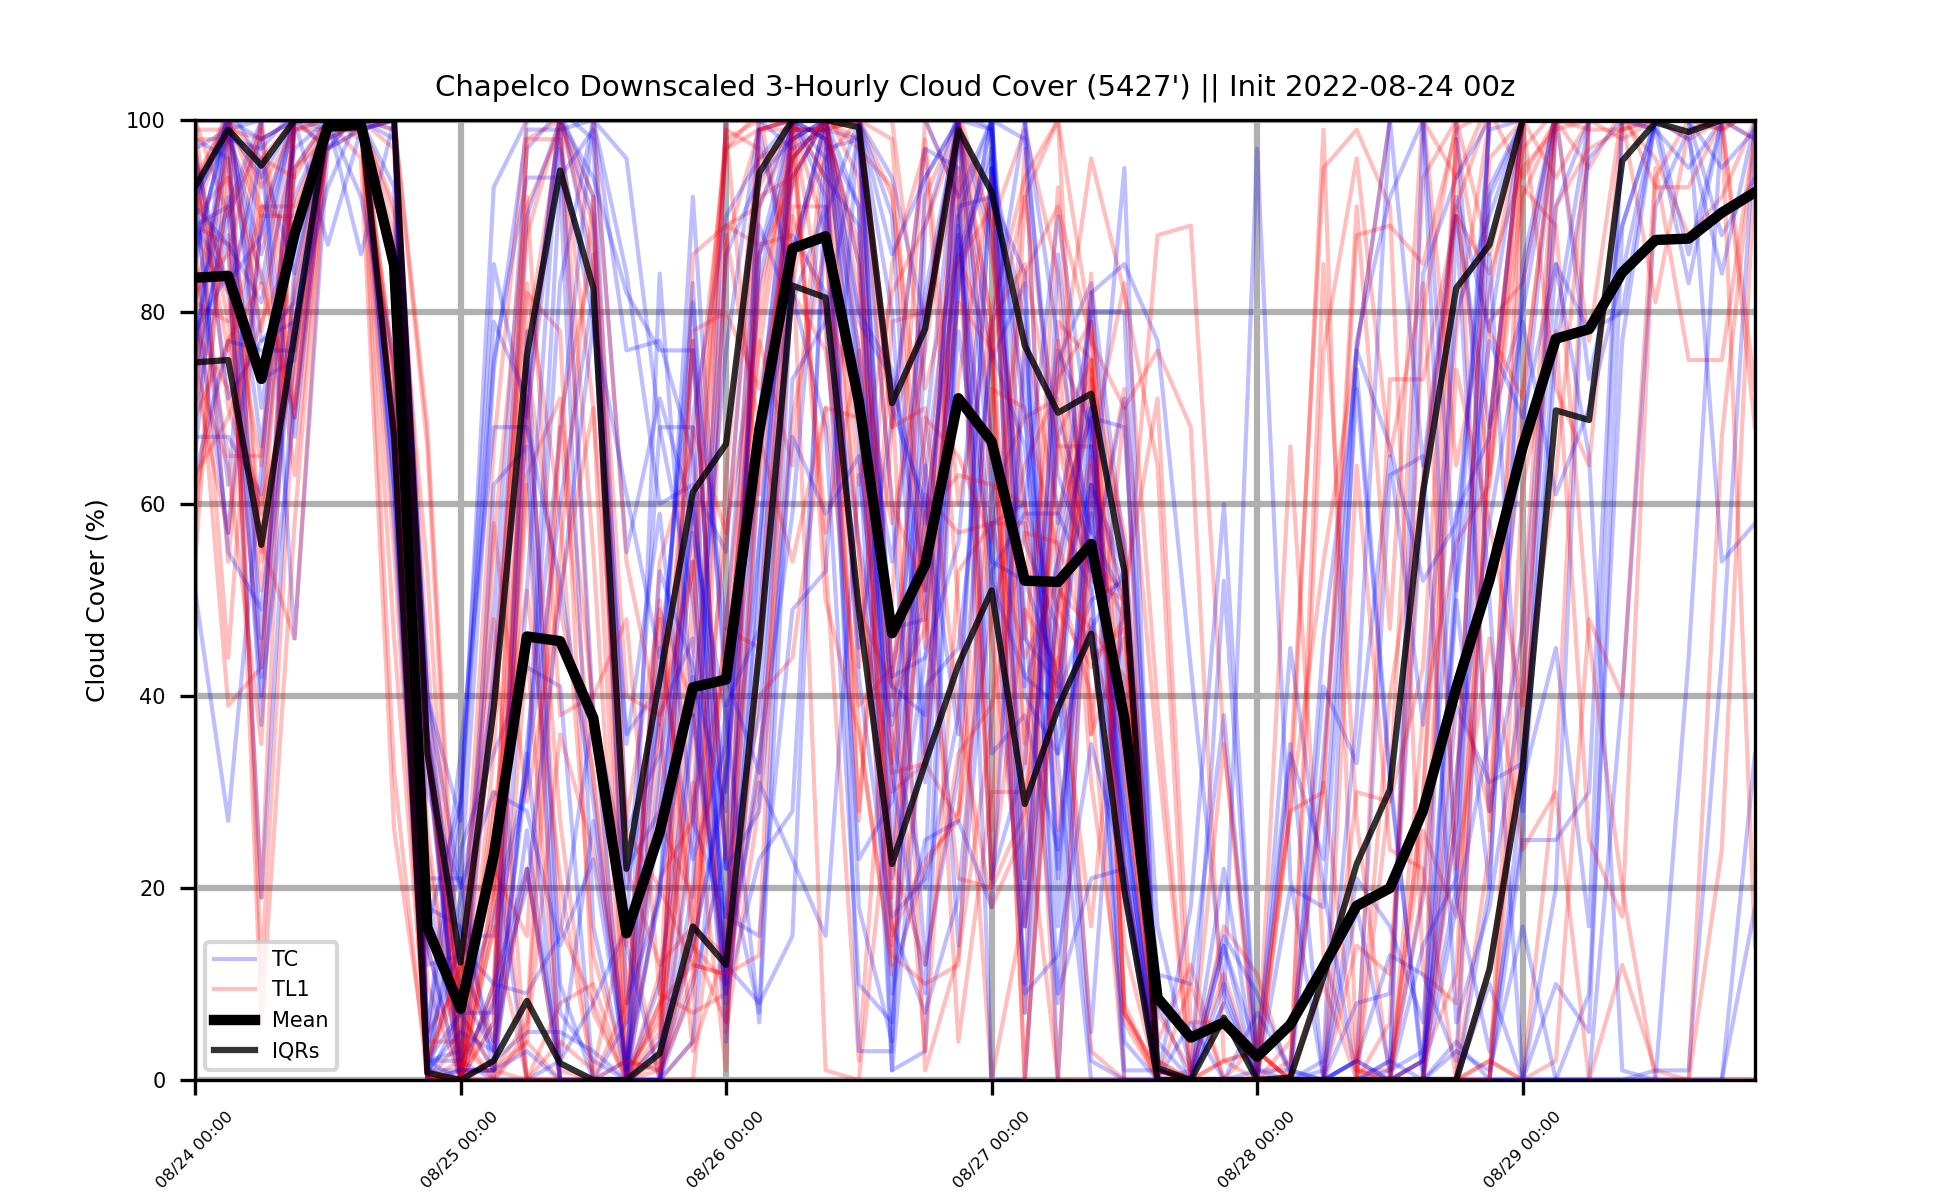 Chapelco Downscaled 3-Hourly Cloud Cover (5427') || Init 2022-08-24 00z
100
80
60
40
20
0
Cloud Cover (%)
TC
TL1
Mean
IQRs
08/24 00:00
08/25 00:00
08/26 00:00
08/27 00:00
08/28 00:00
08/29 00:00